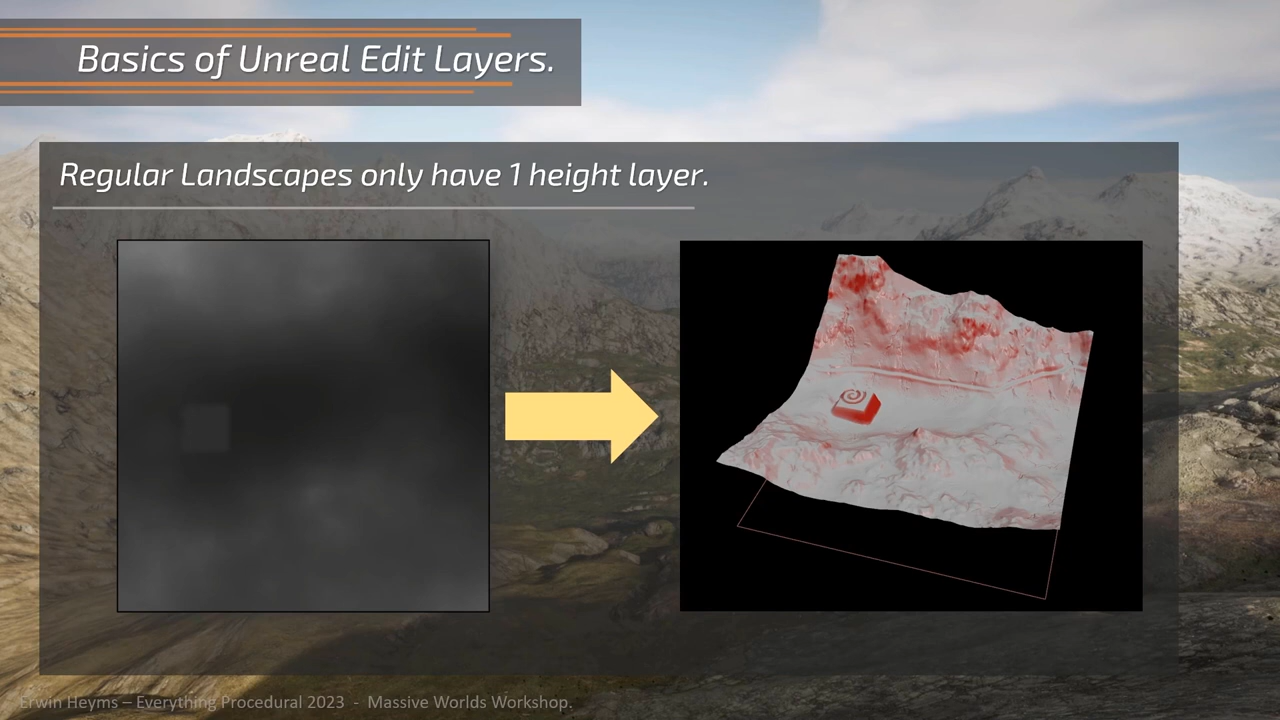 Basics of Unreal Edit Layers.
Regular Landscapes only have 1 height layer.
Erwin Heyms – Everything Procedural 2023 - Massive Worlds Workshop.